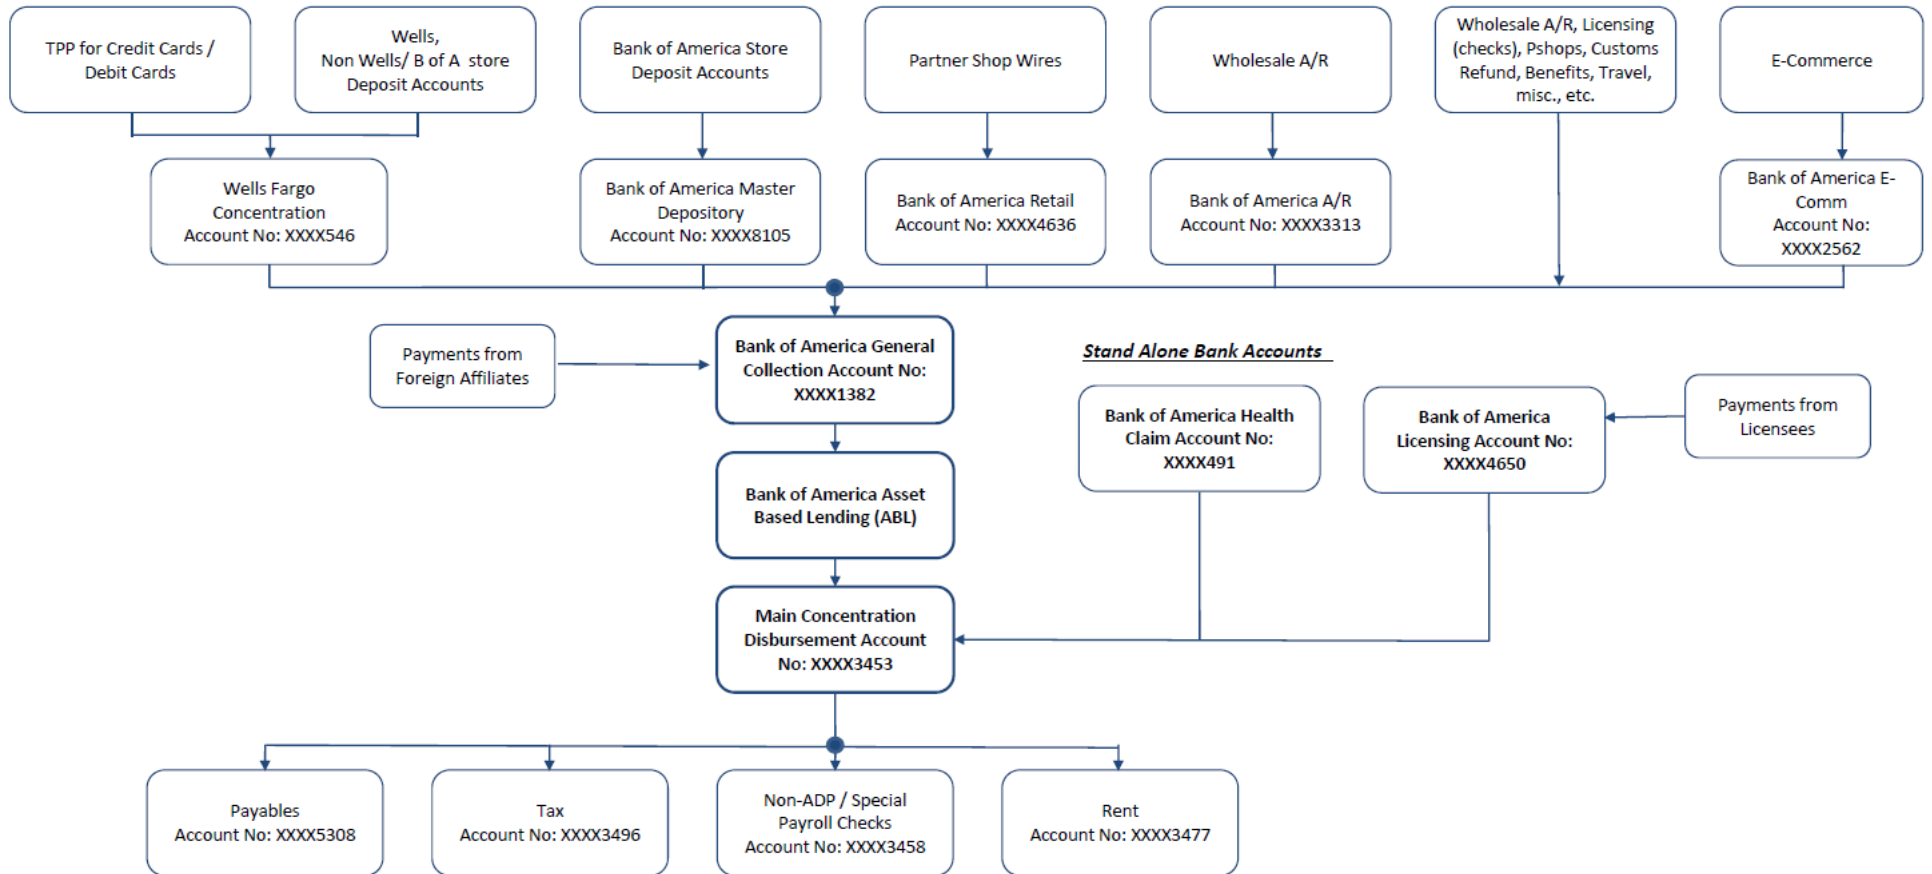 TPP for Credit Cards /
Debit Cards
Wells,
Non Wells/ B of A  store
Deposit Accounts
Bank of America Store
Deposit Accounts
Partner Shop Wires
Wholesale A/R
Wholesale A/R, Licensing
(checks), Pshops, Customs
Refund, Benefits, Travel,
misc., etc.
E-Commerce
Wells Fargo
Concentration
Account No: XXXX546
Bank of America Master
Depository
Account No: XXXX8105
Bank of America Retail
Account No: XXXX4636
Bank of America A/R
Account No: XXXX3313
Bank of America E-
Comm
Account No:
XXXX2562
Payments from
Foreign Affiliates
Bank of America General
Collection Account No:
XXXX1382
Stand Alone Bank Accounts
Bank of America Health
Claim Account No:
XXXX491
Bank of America
Licensing Account No:
XXXX4650
Payments from
Licensees
Bank of America Asset
Based Lending (ABL)
Main Concentration
Disbursement Account
No: XXXX3453
Payables
Account No: XXXX5308
Tax
Account No: XXXX3496
Non-ADP / Special
Payroll Checks
Account No: XXXX3458
Rent
Account No: XXXX3477